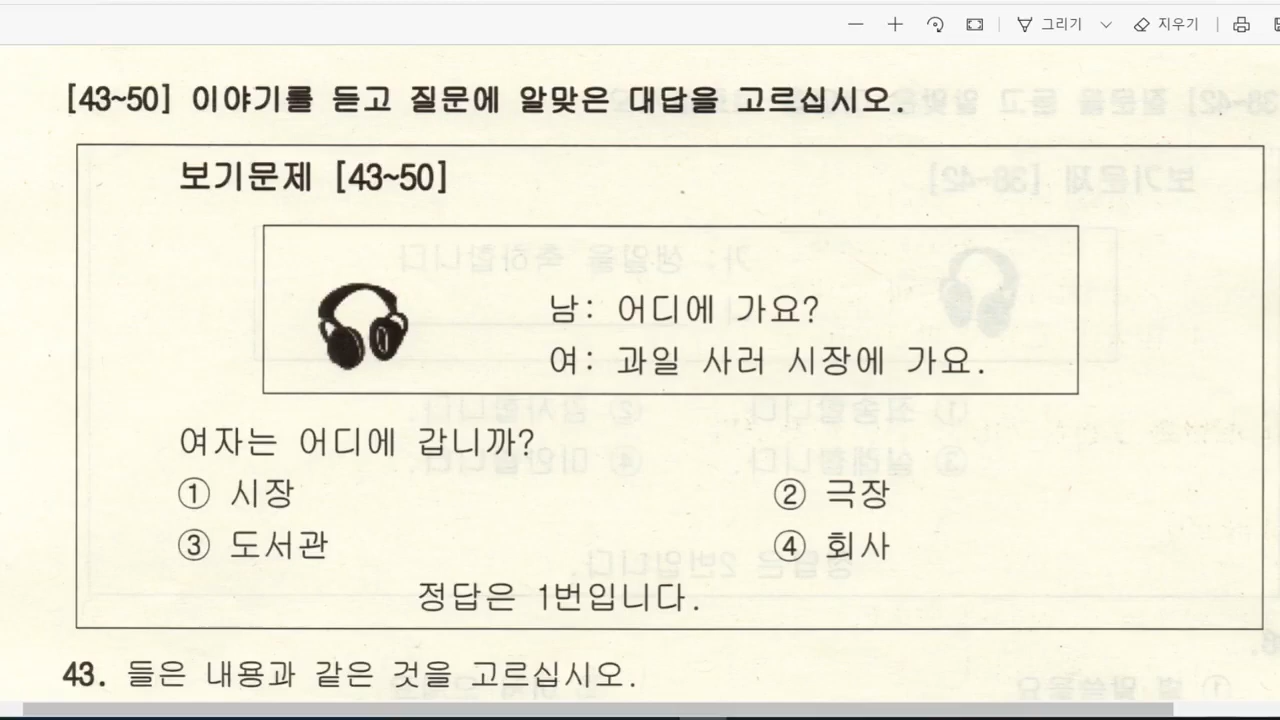 그리기 지우기
[43~50] 이야기를 듣고 질문에 알맞은 대답을 고르십시오.
보기문제 [43~50]
낭: 어디에 가요?
여: 과일 사러 시장에 가요.
여자는 어디에 갑니까?
① 시장 ② 극장
③ 도서관 ④ 회사
정답은 1번입니다.
43. 들은 내용과 같은 것을 고르십시오.